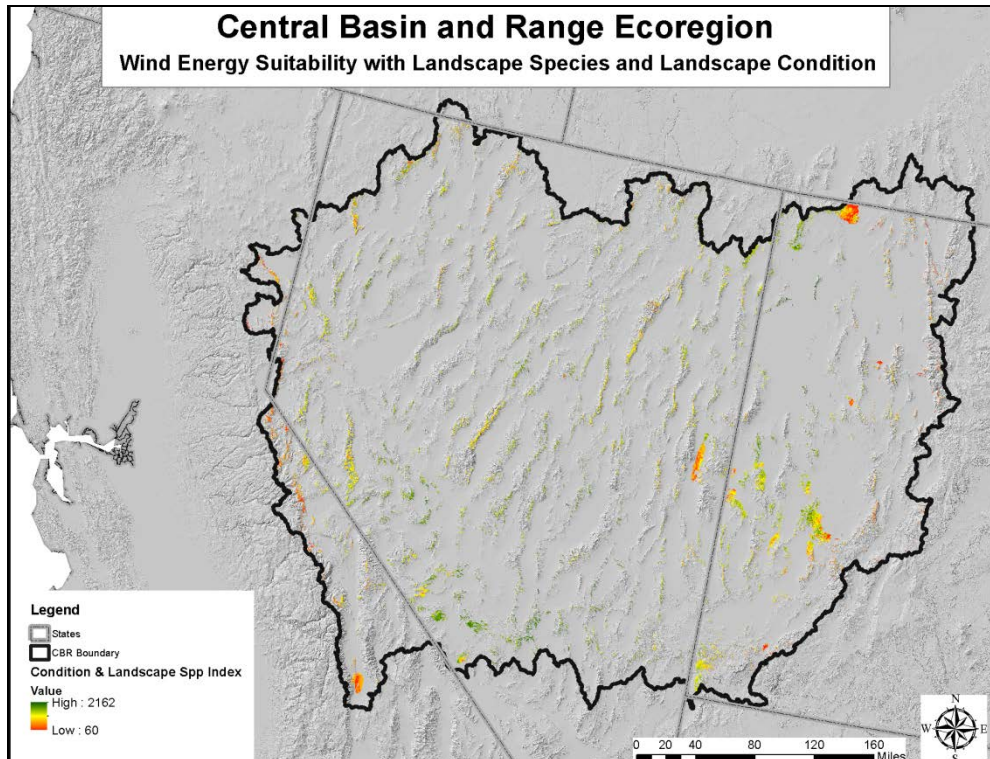 Central Basin and Range Ecoregion
Wind Energy Suitability with Landscape Species and Landscape Condition
Legend
States
CBR Boundary
Condition & Landscape Spp Index
Value
High : 2162
Low : 60
N
W E
S
0 20 40 80 120 160
Miles